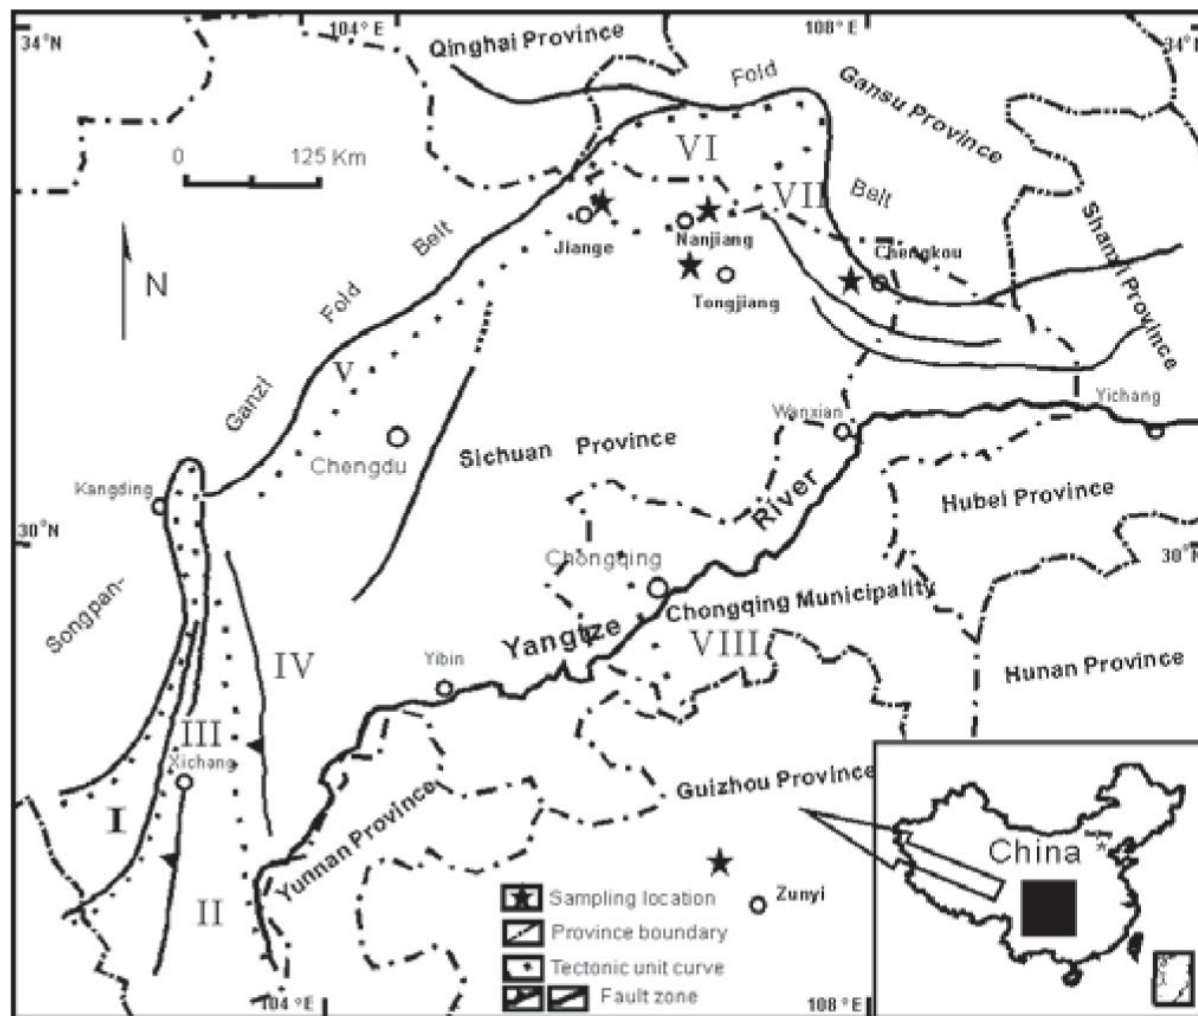 34°N
104°E
108°E
34°N
Qinghai Province
Fold
Gansu Province
0
125 Km
VI
VII
Belt
Shanxi Province
Jiange
Nanjiang
Chengkou
Belt
N
Tongjiang
Fold
V
Ganzi
Wanxian
Yichang
Chengdu
Sichuan Province
Kangding
River
Hubei Province
30°N
30°N
Chongqing
Songpan-
Chongqing Municipality
Yangtze
VIII
Yibin
IV
Hunan Province
III
Xichang
Guizhou Province
I
Yunnan Province
China
II
Sampling location
Zunyi
Province boundary
Tectonic unit curve
Fault zone
104°E
108°E